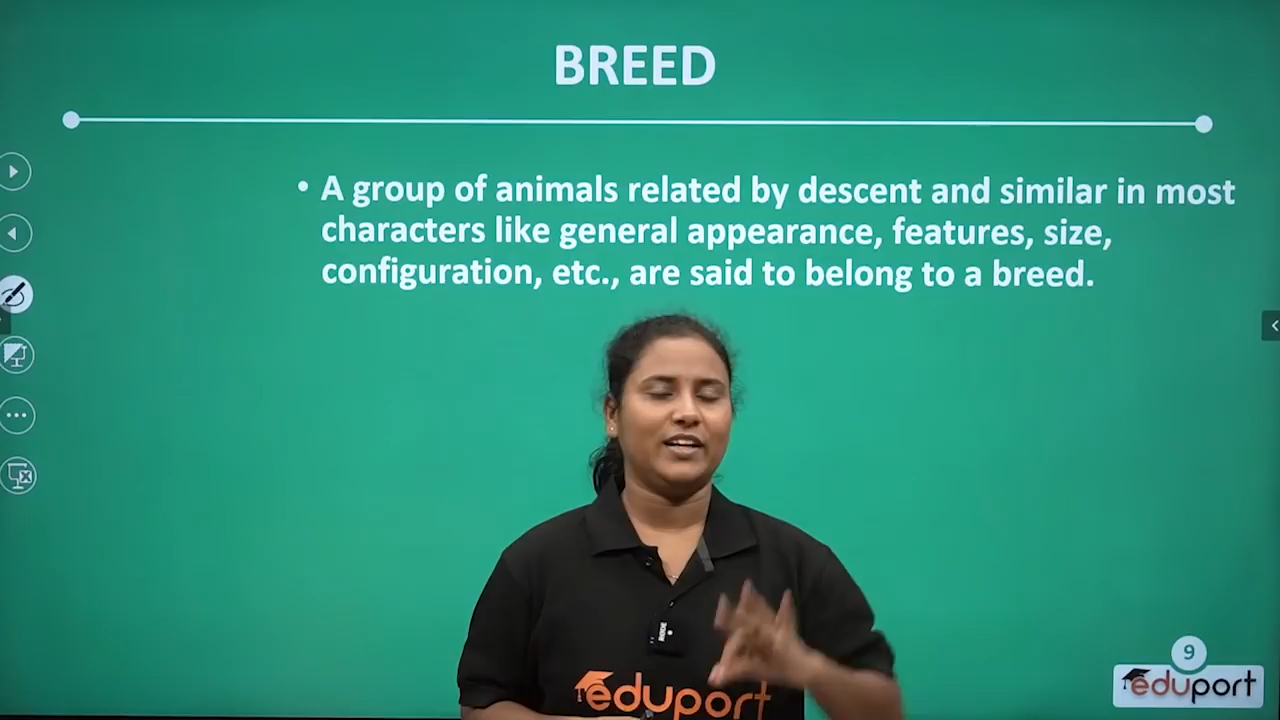 BREED
• A group of animals related by descent and similar in most
characters like general appearance, features, size,
configuration, etc., are said to belong to a breed.
RODE
eduport
9
eduport